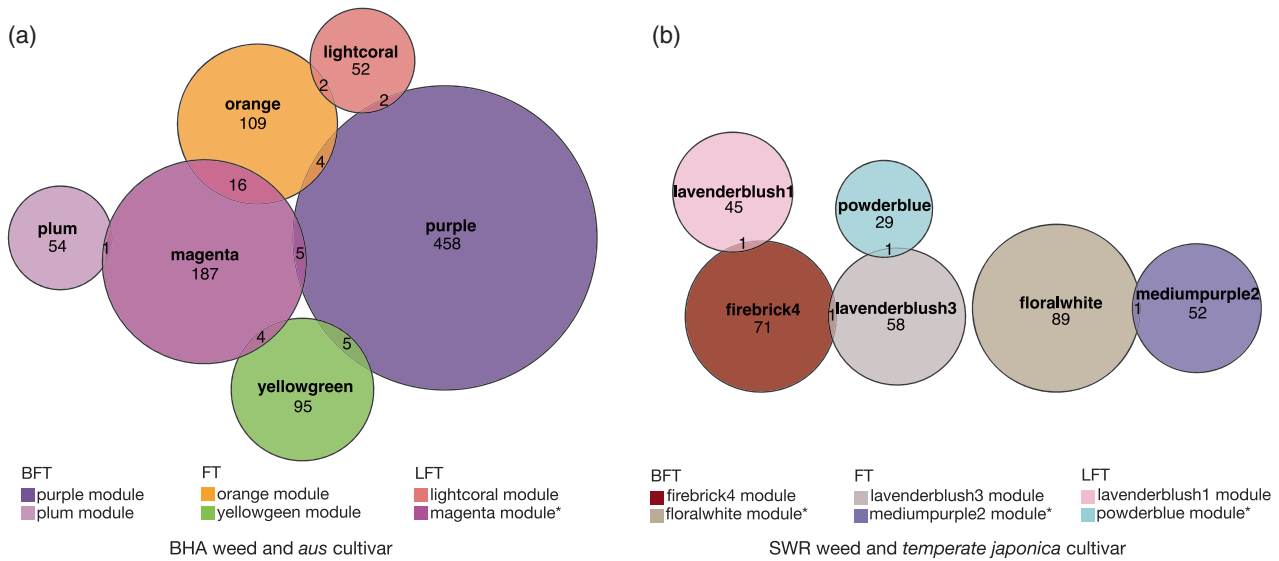 (a)
lightcoral
52
2
2
orange
109
4
16
plum
54
1
magenta
187
5
purple
458
4
5
yellowgreen
95
BFT
purple module
plum module
FT
orange module
yellowgeen module
LFT
lightcoral module
magenta module*
BHA weed and aus cultivar
(b)
lavenderblush1
45
1
powderblue
29
1
firebrick4
71
1
lavenderblush3
58
floralwhite
89
1
mediumpurple2
52
BFT
firebrick4 module
floralwhite module*
FT
lavenderblush3 module
mediumpurple2 module*
LFT
lavenderblush1 module
powderblue module*
SWR weed and temperate japonica cultivar